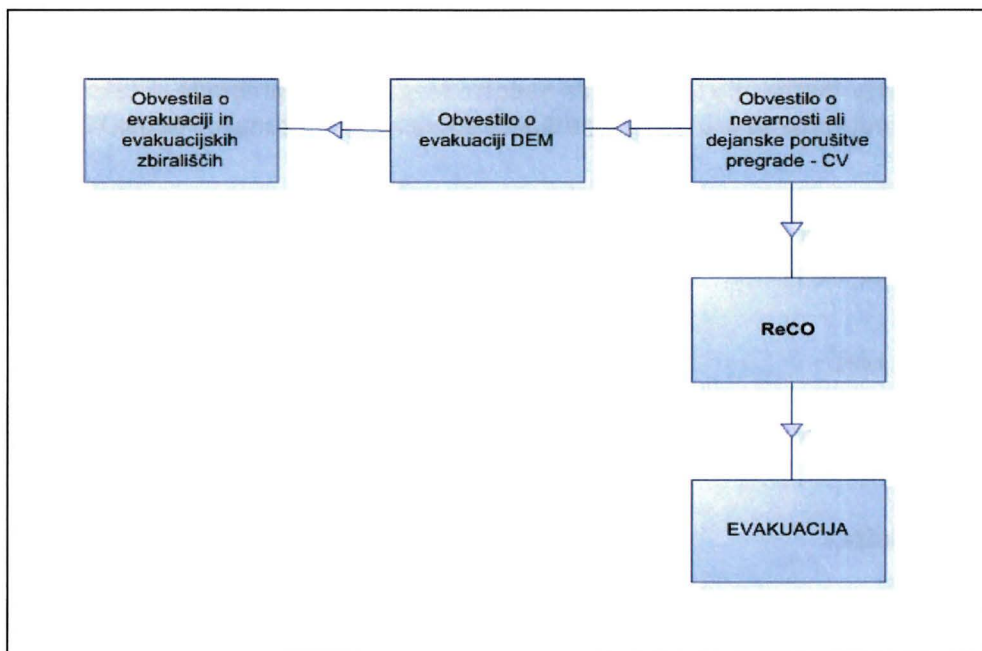 Obvestila o
evakuaciji in
evakuacijskih
zbirališčih
Obvestilo o
evakuaciji DEM
Obvestilo o
nevarnosti ali
dejanske porušitve
pregrade - CV
ReCO
EVAKUACIJA